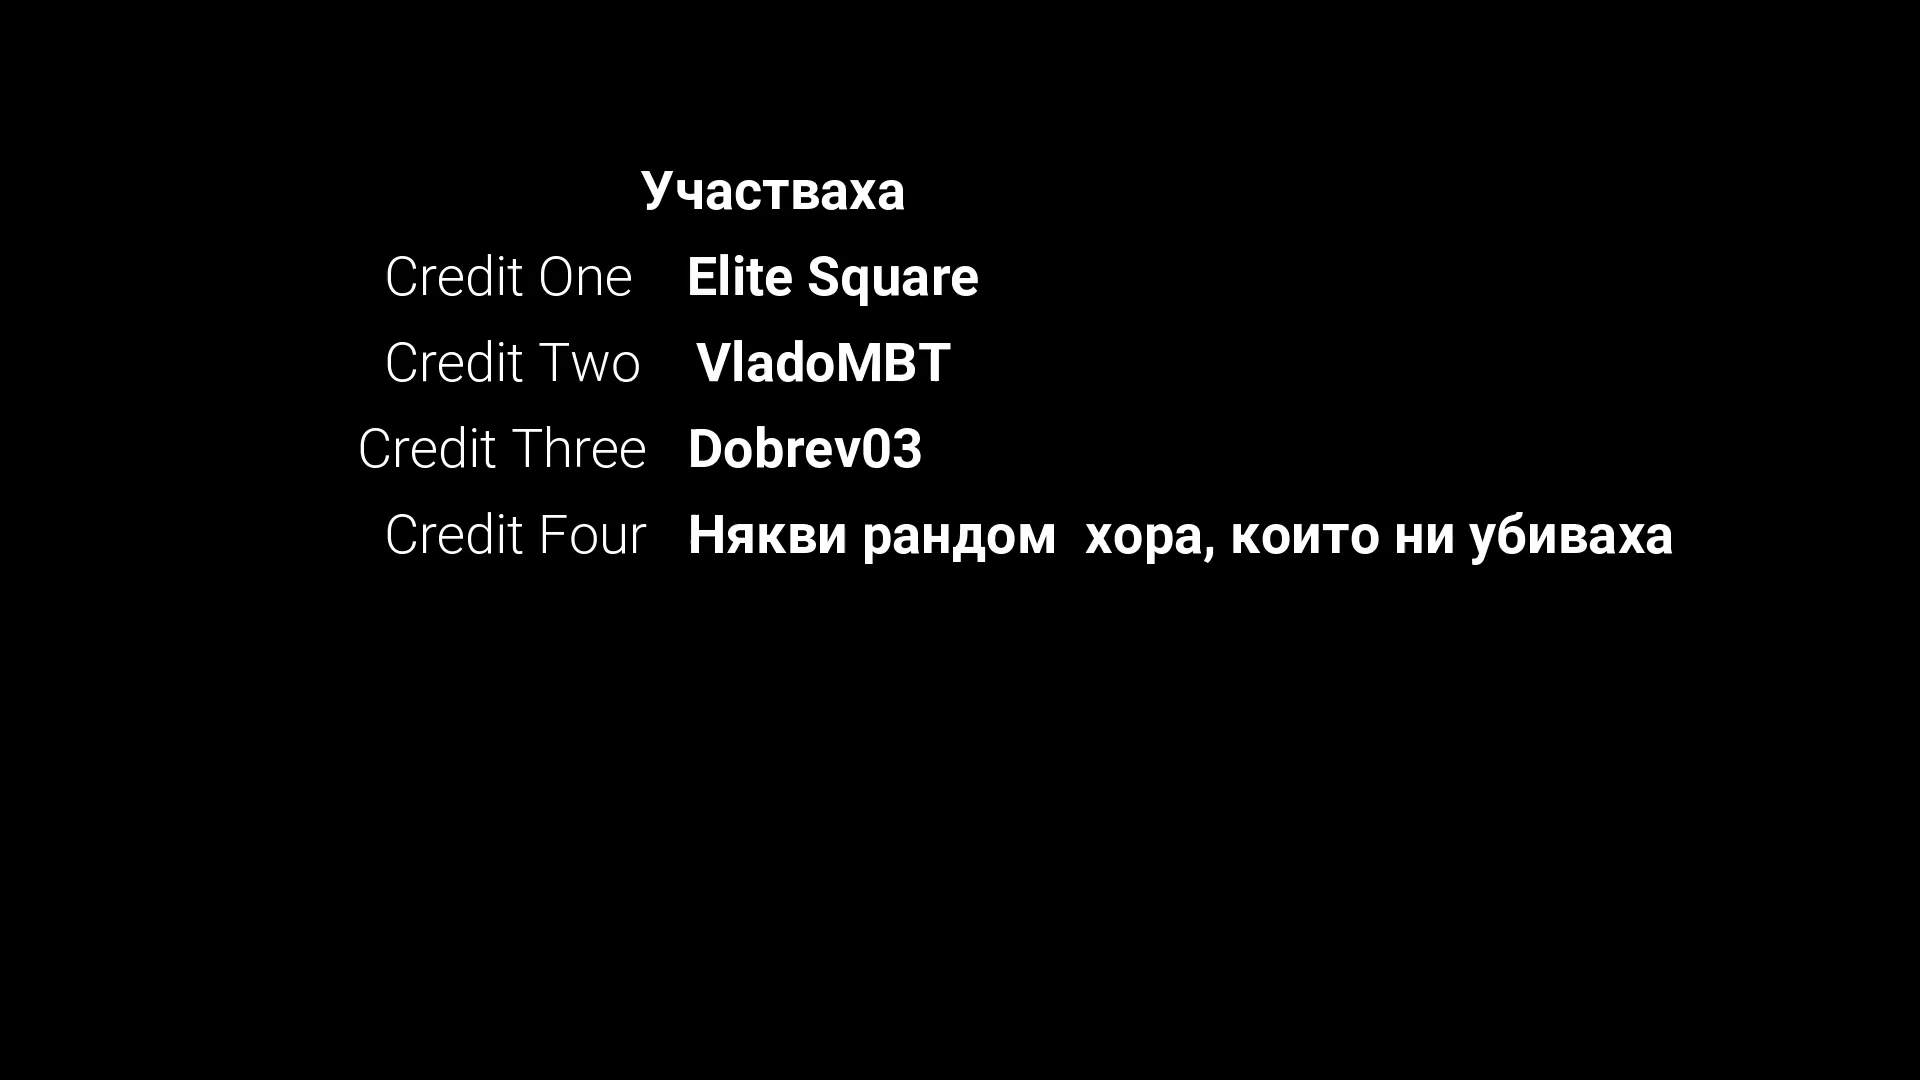 Участваха
Credit One Elite Square
Credit Two VladoMBT
Credit Three Dobrev03
Credit Four Някви рандом хора, които ни убиваха